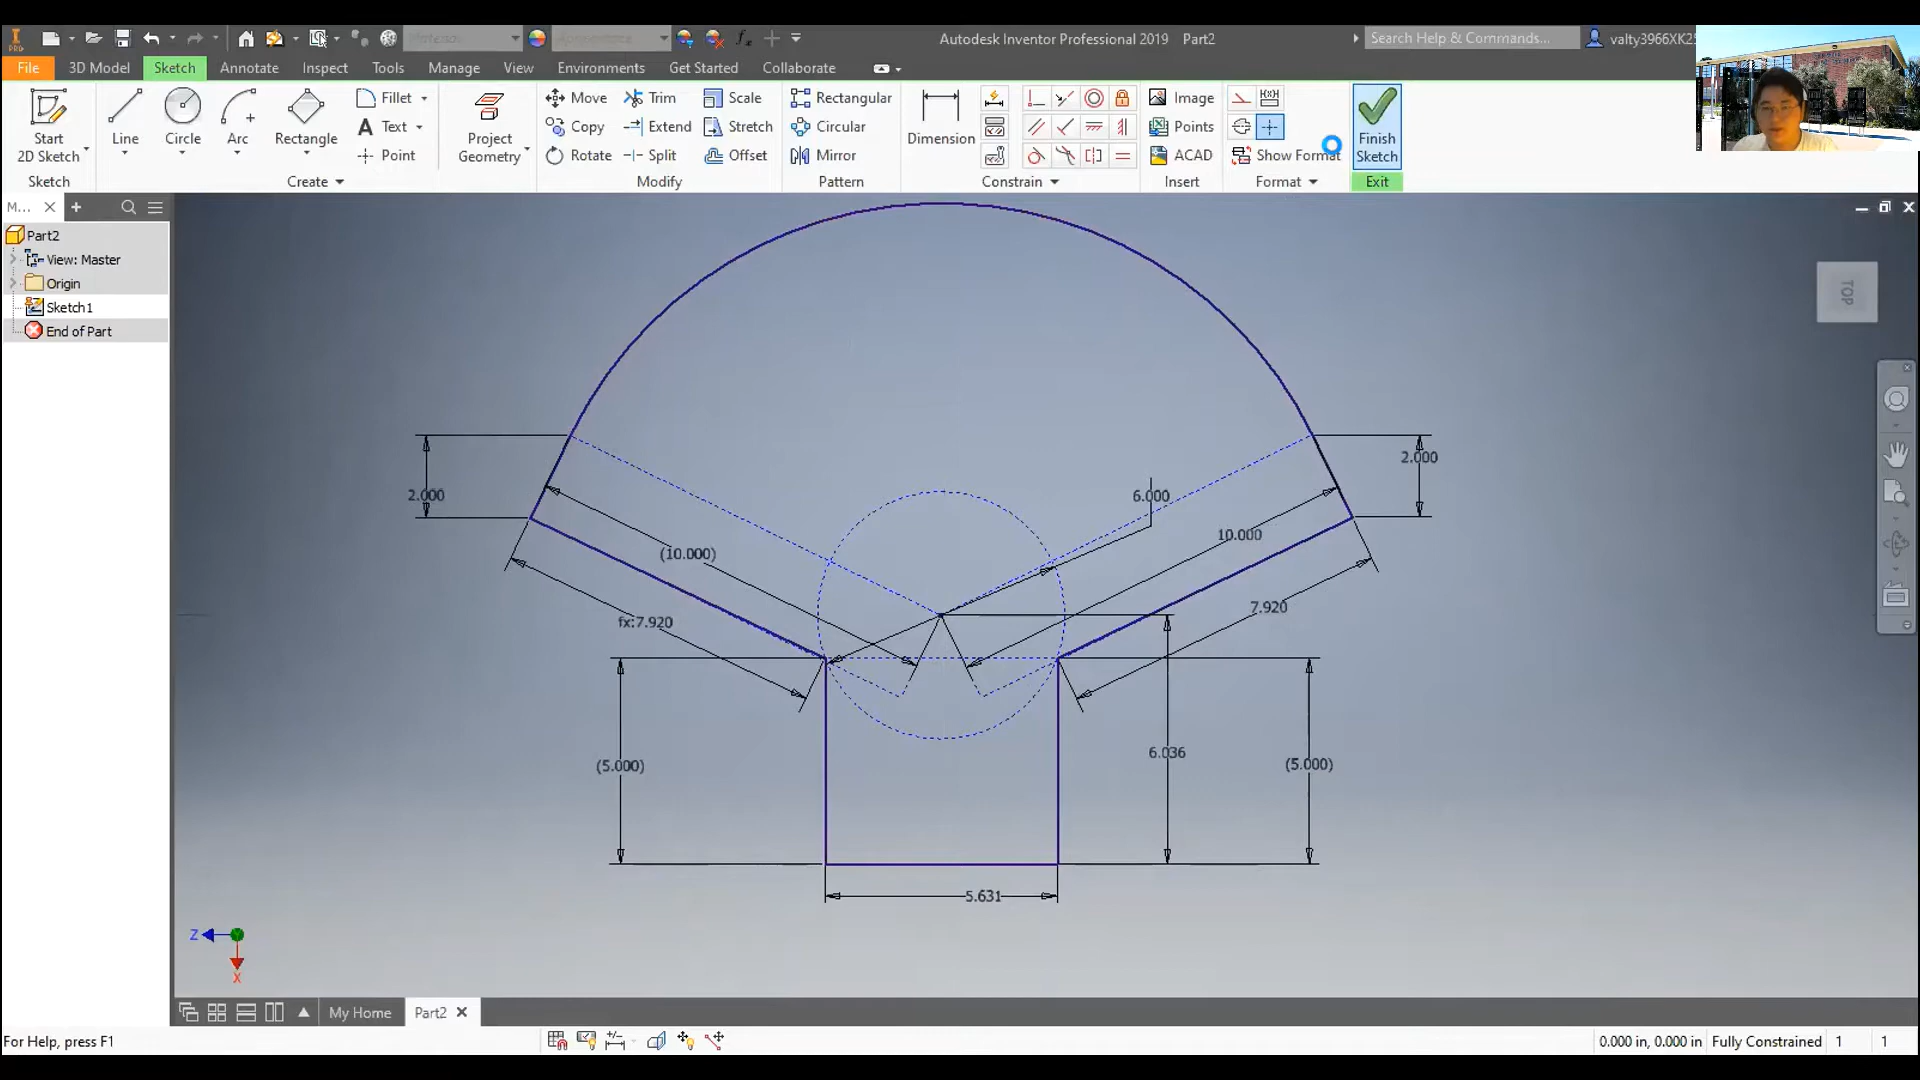 Material
Appearance
Autodesk Inventor Professional 2019 Part2
Search Help & Commands...
File 3D Model Sketch Annotate Inspect Tools Manage View Environments Get Started Collaborate
Start
2D Sketch
Line
Circle
Arc
Rectangle
Fillet
Text
Point
Project
Geometry
Move
Copy
Rotate
Trim
Extend
Split
Scale
Stretch
Offset
Rectangular
Circular
Mirror
Dimension
Image
Points
ACAD
Show Format
Finish
Sketch
Sketch
Create
Modify
Pattern
Constrain
Insert
Format
Exit
M...
Part2
View: Master
Origin
Sketch1
End of Part
TOP
2.000
2.000
6.000
10.000
(10.000)
7.920
fx:7.920
6.036
(5.000)
(5.000)
5.631
Z
X
My Home
Part2
For Help, press F1
0.000 in, 0.000 in Fully Constrained 1 1